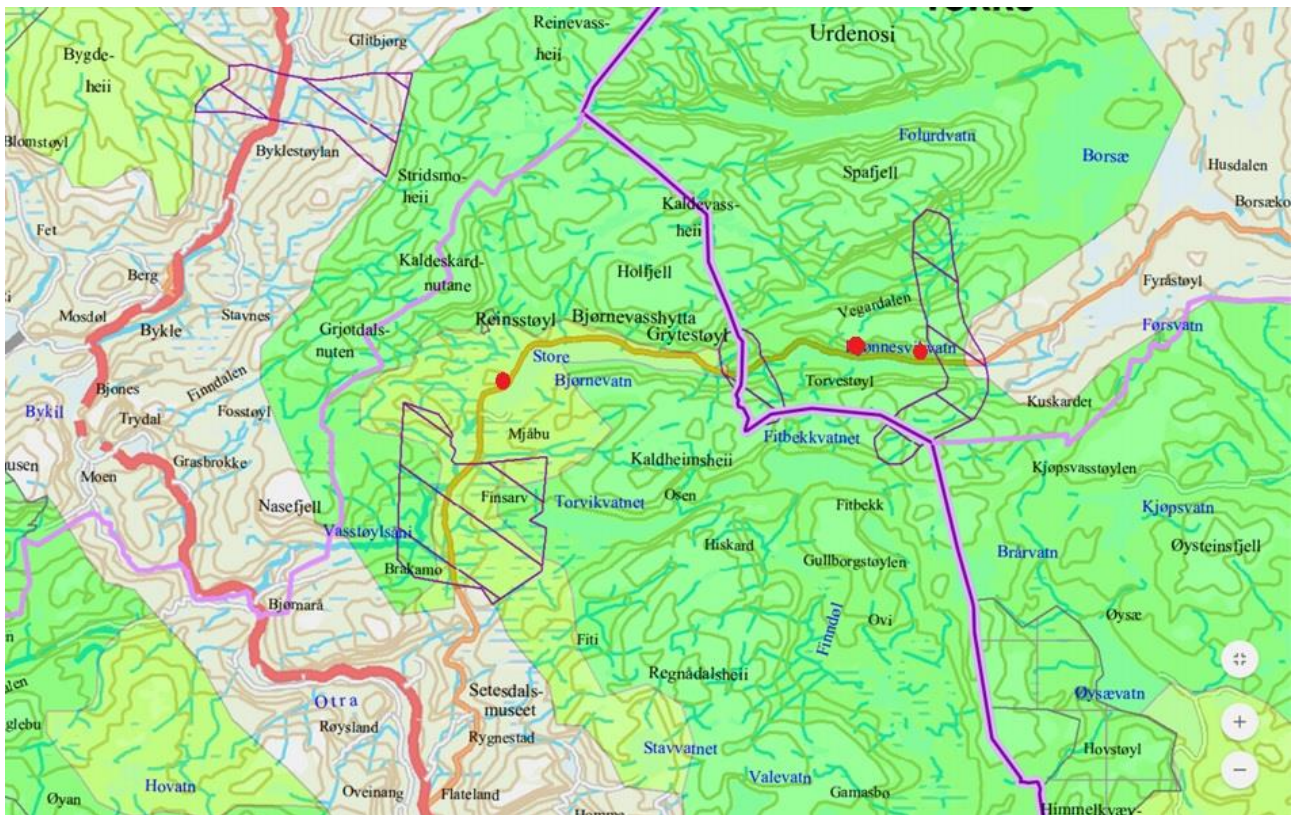 Reinevass-
heii
Urdenosi
Glitbjørg
Bygde-
heii
Blomstøyl
Byklestøylan
Folurdvatn
Borsæ
Husdalen
Stridsmo-
heii
Spafjell
Kaldevass-
heii
Borsæko
Fet
Berg
Kaldeskard-
nutane
Holfjell
Fyråstøyl
Mosdøl
Bykle
Stavnes
Vegardalen
Reinsstøyl
Bjørnevasshytta
Grytestøyl
Førsvatn
Grjotdals-
nuten
Store
Bjørnevatn
Torvestøyl
Bjones
Finndalen
Kuskardet
Bykil
Trydal
Fosstøyl
Mjåbu
Fitbekkvatnet
Moen
Grasbrokke
Kaldheimsheii
Kjøpsvasstøylen
Nasefjell
Finsarv
Torvikvatnet
Osen
Fitbekk
Kjøpsvatn
Vasstøylsåni
Hiskard
Gullborgstøylen
Brårvatn
Øysteinsfjell
Brakamo
Bjørnarå
Finndøl
Ovi
Øysæ
Fiti
Regnådalsheii
Setesdals-
museet
Otra
Røysland
Rygnestad
Øysævatn
Stavvatnet
Hovstøyl
Hovatn
Valevatn
Øyan
Oveinang
Flateland
Gamasbø
Himmelkvæv-